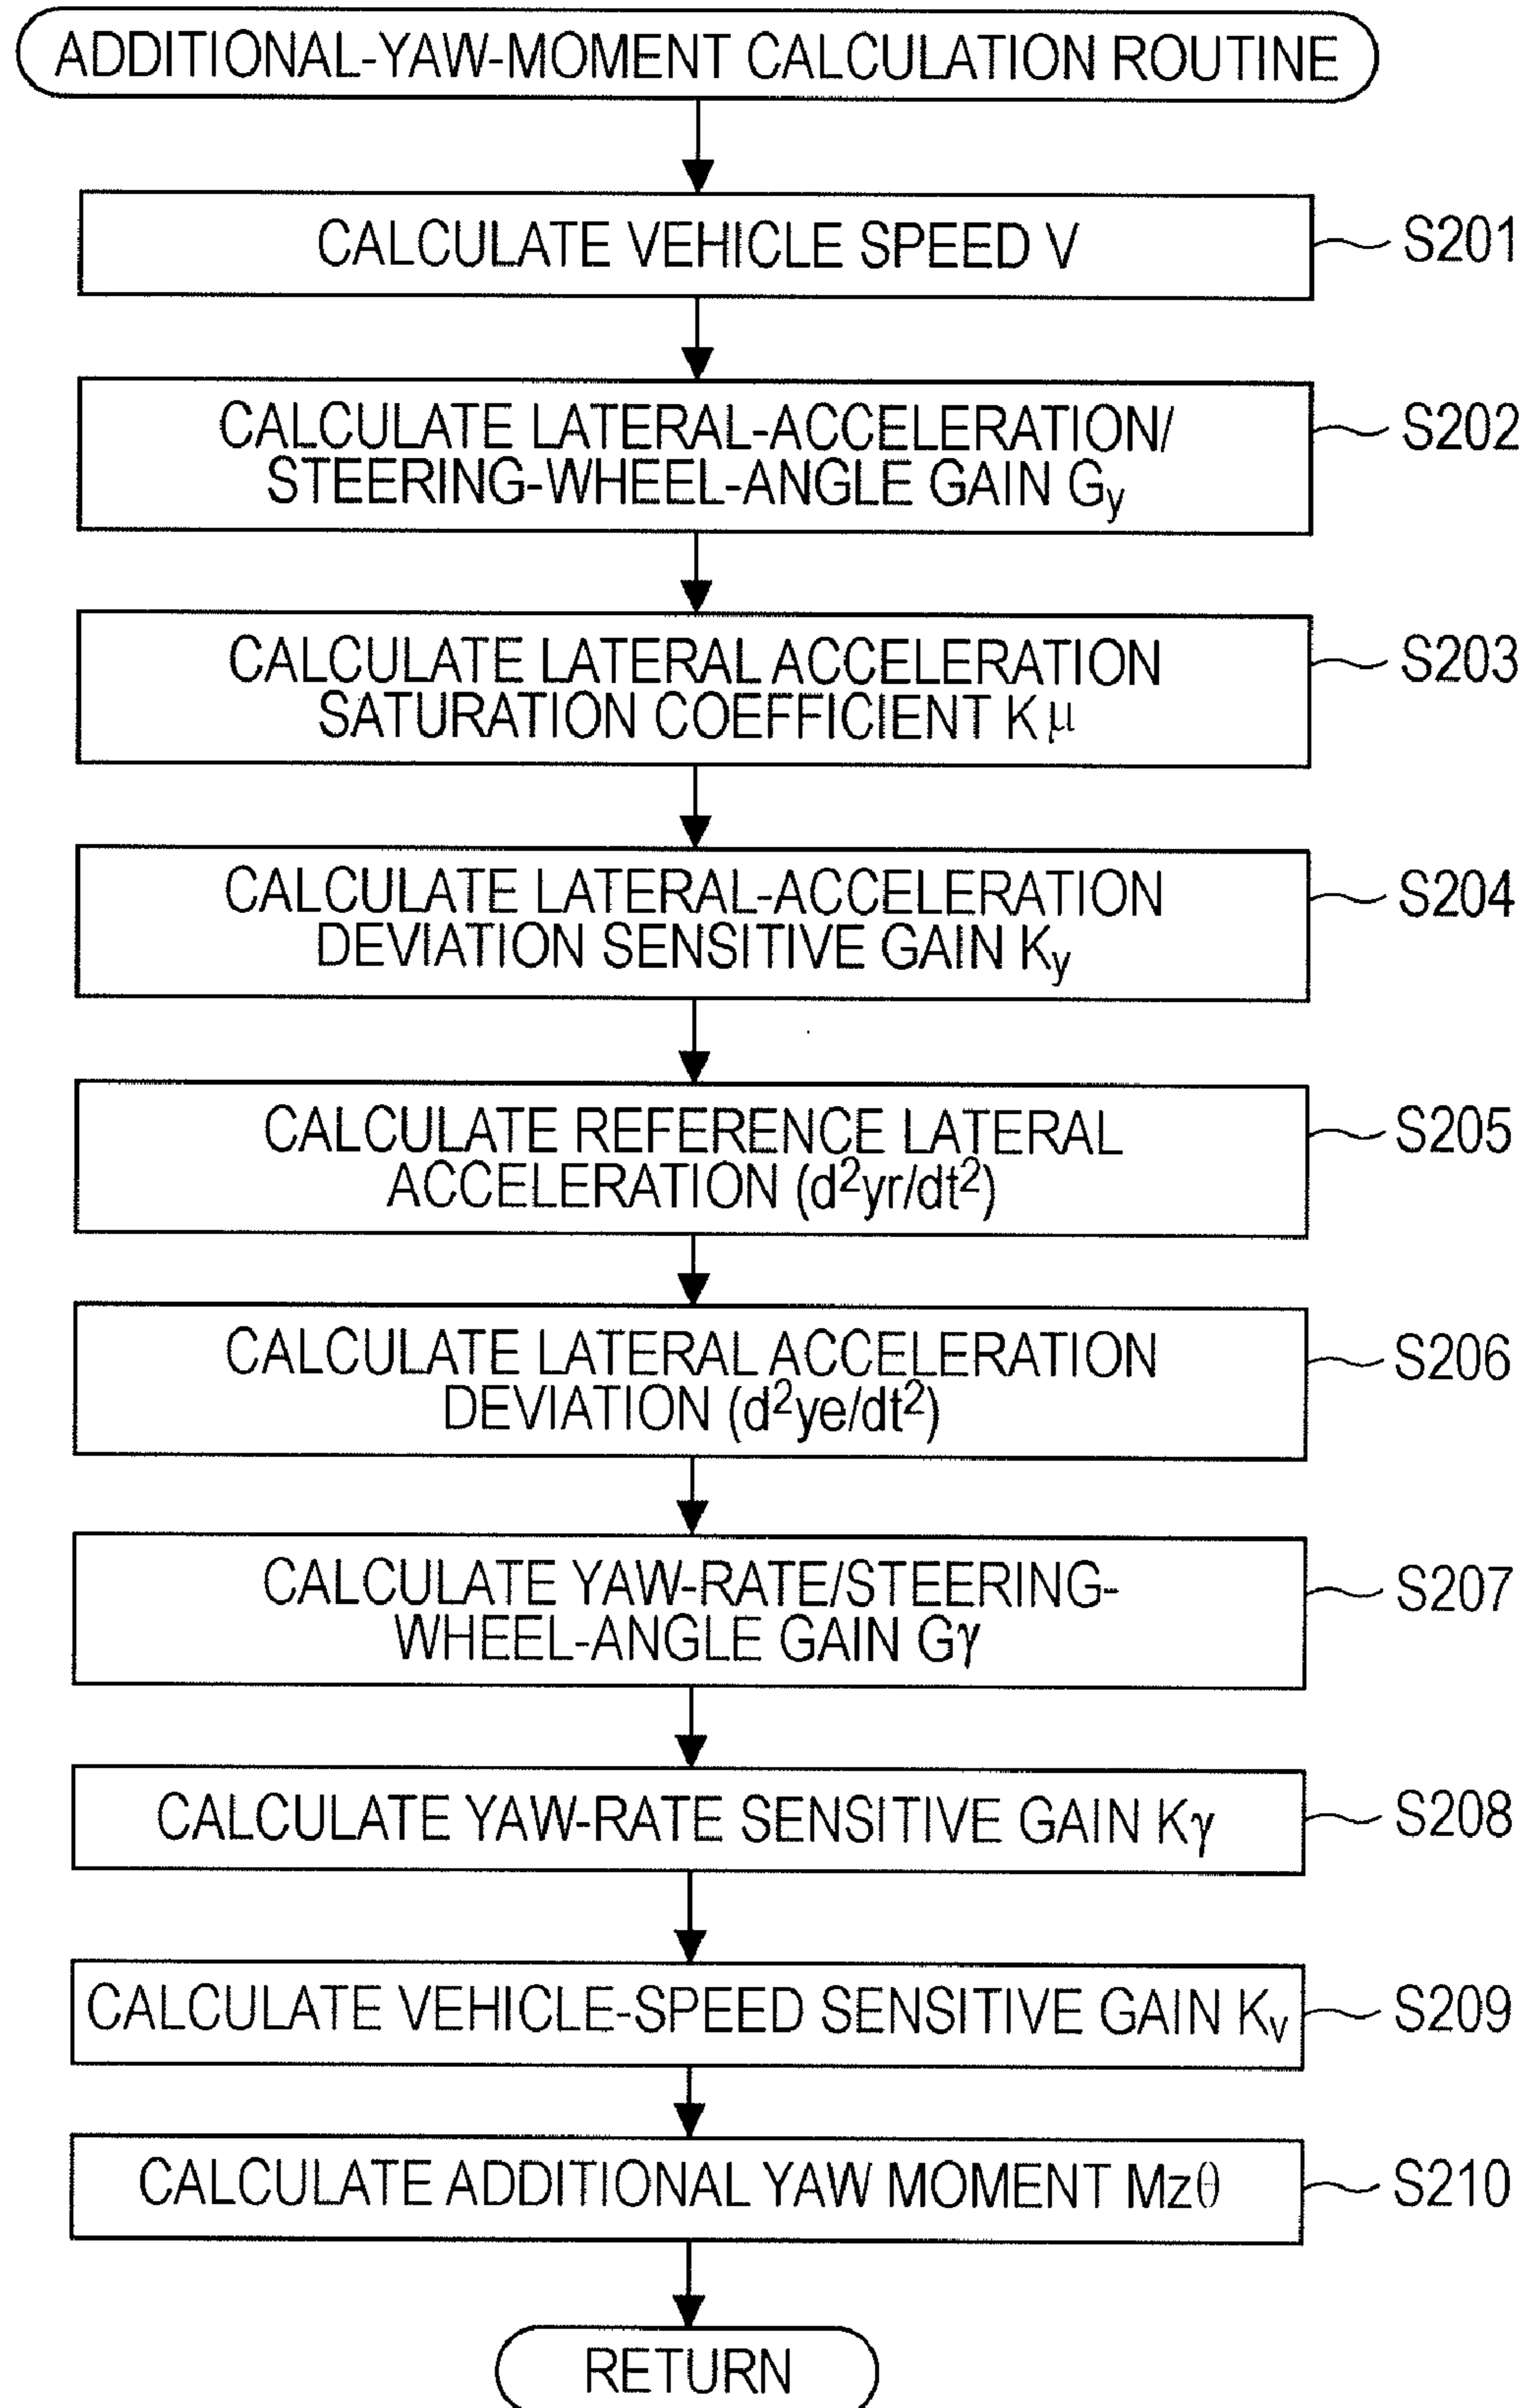 ADDITIONAL-YAW-MOMENT CALCULATION ROUTINE
CALCULATE VEHICLE SPEED V
S201
CALCULATE LATERAL-ACCELERATION/
STEERING-WHEEL-ANGLE GAIN Gy
S202
CALCULATE LATERAL ACCELERATION
SATURATION COEFFICIENT Kμ
S203
CALCULATE LATERAL-ACCELERATION
DEVIATION SENSITIVE GAIN Ky
S204
CALCULATE REFERENCE LATERAL
ACCELERATION (d²yr/dt²)
S205
CALCULATE LATERAL ACCELERATION
DEVIATION (d²ye/dt²)
S206
CALCULATE YAW-RATE/STEERING-
WHEEL-ANGLE GAIN Gγ
S207
CALCULATE YAW-RATE SENSITIVE GAIN Kγ
S208
CALCULATE VEHICLE-SPEED SENSITIVE GAIN Kv
S209
CALCULATE ADDITIONAL YAW MOMENT Mzθ
S210
RETURN